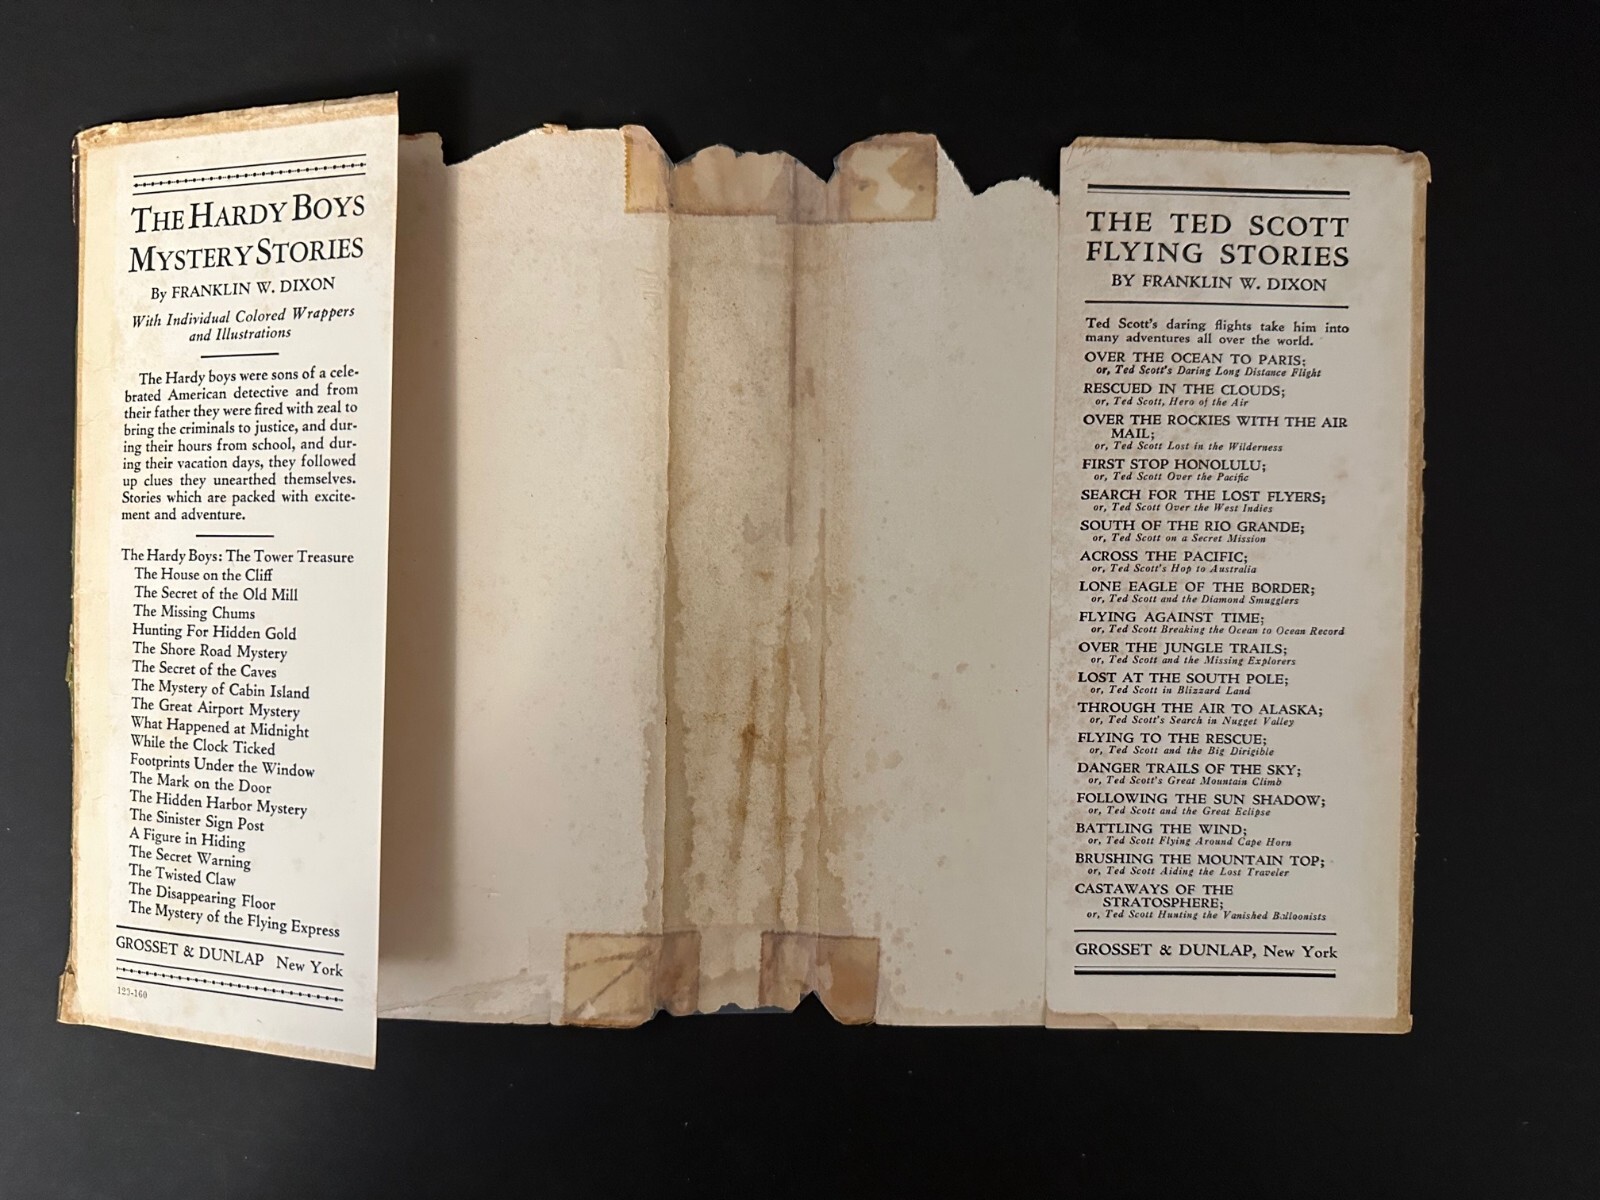 THE HARDY BOYS
MYSTERY STORIES
By FRANKLIN W. DIXON
With Individual Colored Wrappers
and Illustrations
The Hardy boys were sons of a cele-
brated American detective and from
their father they were fired with zeal to
bring the criminals to justice, and dur-
ing their hours from school, and dur-
ing their vacation days, they followed
up clues they unearthed themselves.
Stories which are packed with excite-
ment and adventure.
The Hardy Boys: The Tower Treasure
The House on the Cliff
The Secret of the Old Mill
The Missing Chums
Hunting For Hidden Gold
The Shore Road Mystery
The Secret of the Caves
The Mystery of Cabin Island
The Great Airport Mystery
What Happened at Midnight
While the Clock Ticked
Footprints Under the Window
The Mark on the Door
The Hidden Harbor Mystery
The Sinister Sign Post
A Figure in Hiding
The Secret Warning
The Twisted Claw
The Disappearing Floor
The Mystery of the Flying Express
GROSSET & DUNLAP New York
123-160
THE TED SCOTT
FLYING STORIES
BY FRANKLIN W. DIXON
Ted Scott's daring flights take him into
many adventures all over the world.
OVER THE OCEAN TO PARIS;
or, Ted Scott's Daring Long Distance Flight
RESCUED IN THE CLOUDS;
or, Ted Scott, Hero of the Air
OVER THE ROCKIES WITH THE AIR
MAIL;
or, Ted Scott Lost in the Wilderness
FIRST STOP HONOLULU;
or, Ted Scott Over the Pacific
SEARCH FOR THE LOST FLYERS;
or, Ted Scott Over the West Indies
SOUTH OF THE RIO GRANDE;
or, Ted Scott on a Secret Mission
ACROSS THE PACIFIC;
or, Ted Scott's Hop to Australia
LONE EAGLE OF THE BORDER;
or, Ted Scott and the Diamond Smugglers
FLYING AGAINST TIME;
or, Ted Scott Breaking the Ocean to Ocean Record
OVER THE JUNGLE TRAILS;
or, Ted Scott and the Missing Explorers
LOST AT THE SOUTH POLE;
or, Ted Scott in Blizzard Land
THROUGH THE AIR TO ALASKA;
or, Ted Scott's Search in Nugget Valley
FLYING TO THE RESCUE;
or, Ted Scott and the Big Dirigible
DANGER TRAILS OF THE SKY;
or, Ted Scott's Great Mountain Climb
FOLLOWING THE SUN SHADOW;
or, Ted Scott and the Great Eclipse
BATTLING THE WIND;
or, Ted Scott Flying Around Cape Horn
BRUSHING THE MOUNTAIN TOP;
or, Ted Scott Aiding the Lost Traveler
CASTAWAYS OF THE
STRATOSPHERE;
or, Ted Scott Hunting the Vanished Balloonists
GROSSET & DUNLAP, New York